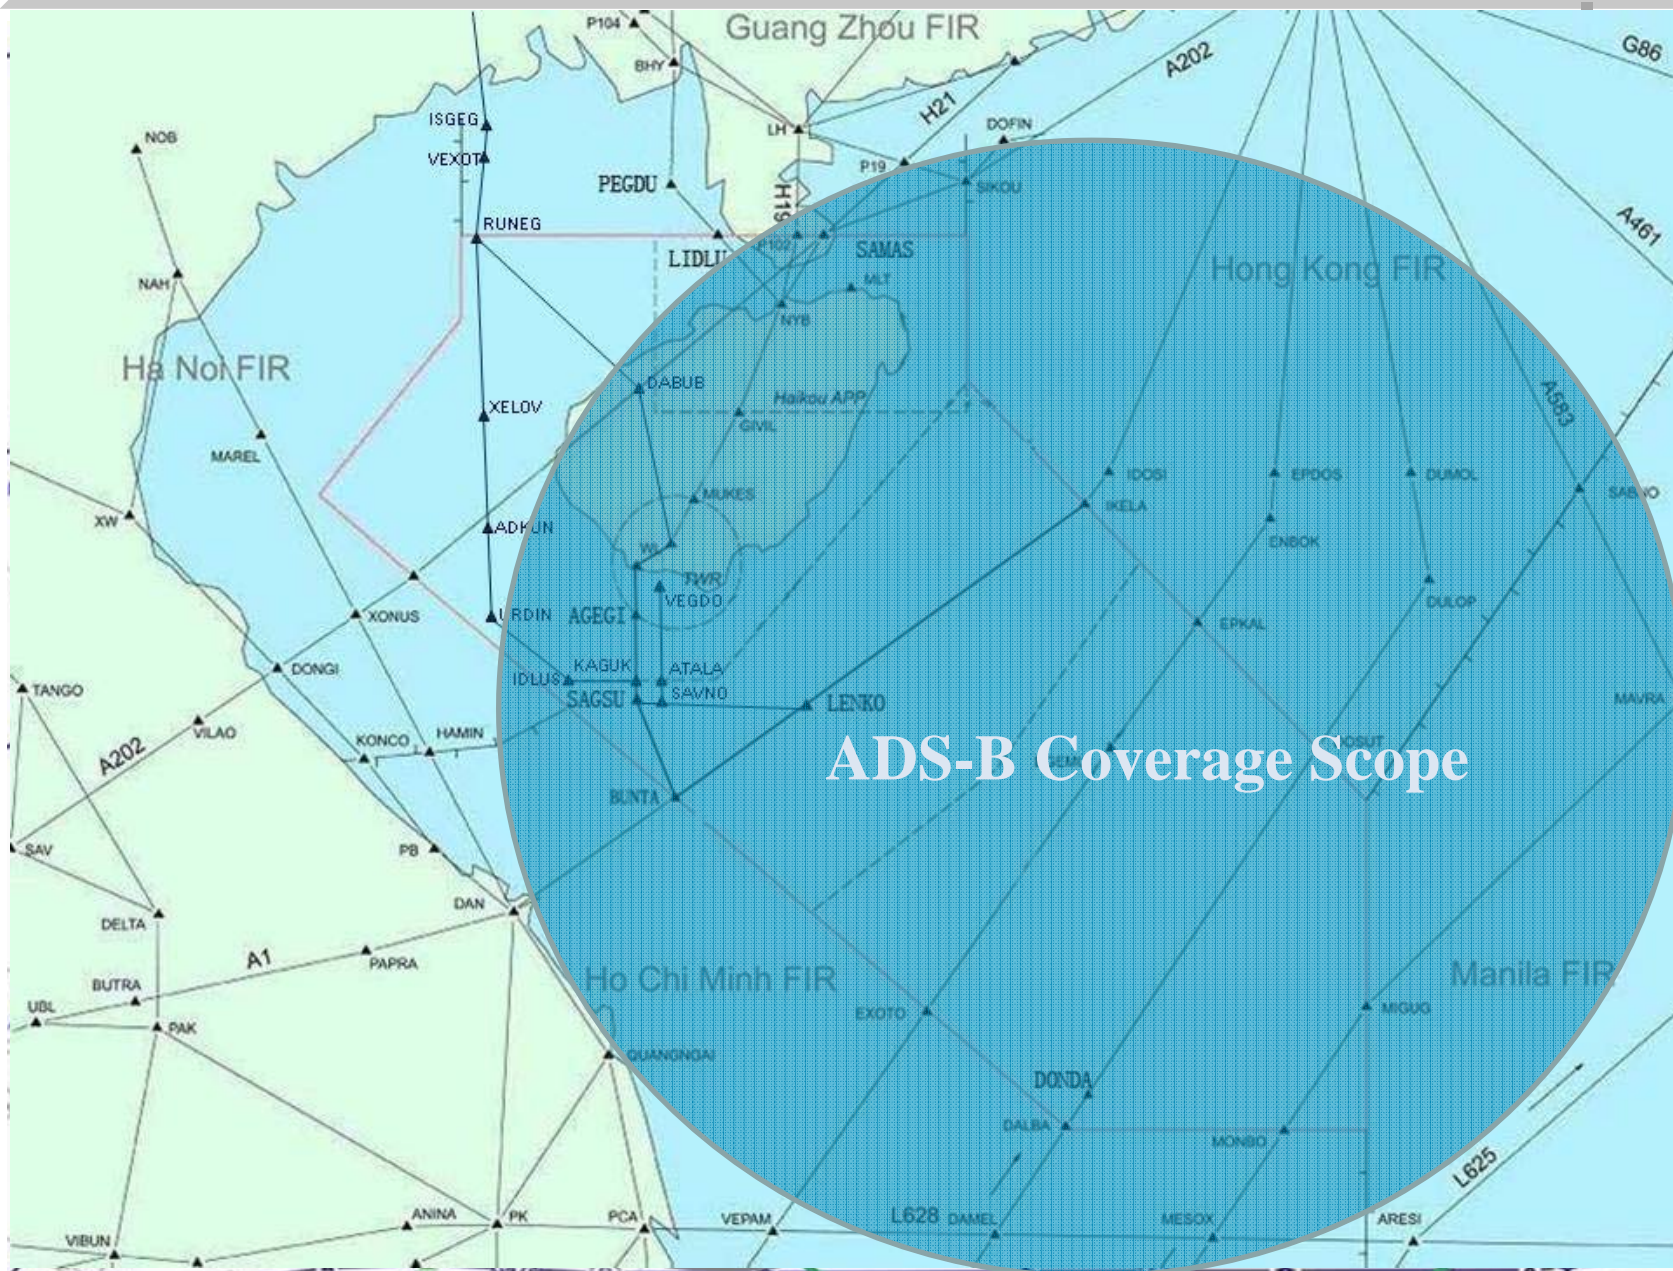 P104
Guang Zhou FIR
G86
BHY
A202
H21
ISGEG
LH
DOFIN
NOB
VEXOT
P19
PEGDU
SIKOU
H19
A461
RUNEG
P102
SAMAS
LIDLU
Hong Kong FIR
NAH
MLT
NYB
Ha Noi FIR
DABUB
Haikou APP
A583
XELOV
GIVIL
MAREL
IDOSI
EPDOS
DUMOL
MUKES
IKELA
XW
ADKUN
ENBOK
WL
TWR
VEGDO
DULOP
XONUS
URDIN
AGEGI
EPKAL
DONGI
KAGUK
ATALA
IDLUS
TANGO
SAGSU
SAVNO
LENKO
MAVRA
VILAO
KONCO
HAMIN
A202
ADS-B Coverage Scope
BUNTA
SAV
PB
DAN
DELTA
A1
PAPRA
Ho Chi Minh FIR
Manila FIR
BUTRA
UBL
EXOTO
MIGUG
PAK
QUANGNGAI
DONDA
DALBA
MONBO
L625
ANINA
PK
PCA
VEPAM
L628
DAMEL
MESOX
ARESI
VIBUN